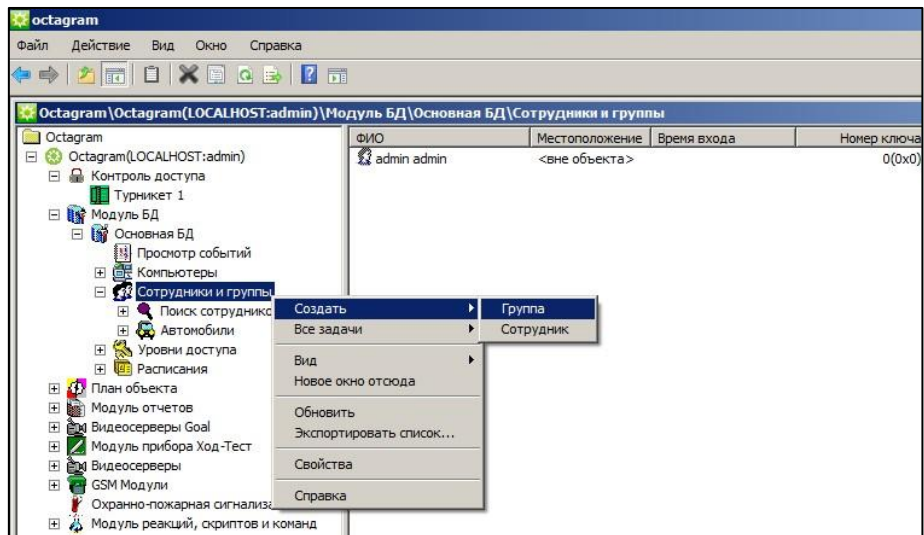 octagram
Файл Действие Вид Окно Справка
Octagram\Octagram(LOCALHOST:admin)\Модуль БД\Основная БД\Сотрудники и группы
Octagram
Octagram(LOCALHOST:admin)
Контроль доступа
Турникет 1
Модуль БД
Основная БД
Просмотр событий
Компьютеры
Сотрудники и группы
Поиск сотруднико
Автомобили
Уровни доступа
Расписания
План объекта
Модуль отчетов
Видеосерверы Goal
Модуль прибора Ход-Тест
Видеосерверы
GSM Модули
Охранно-пожарная сигнализа
Модуль реакций, скриптов и команд
ФИО Местоположение Время входа Номер ключа
admin admin <вне объекта> 0(0x0)
Создать
Все задачи
Вид
Новое окно отсюда
Обновить
Экспортировать список...
Свойства
Справка
Группа
Сотрудник